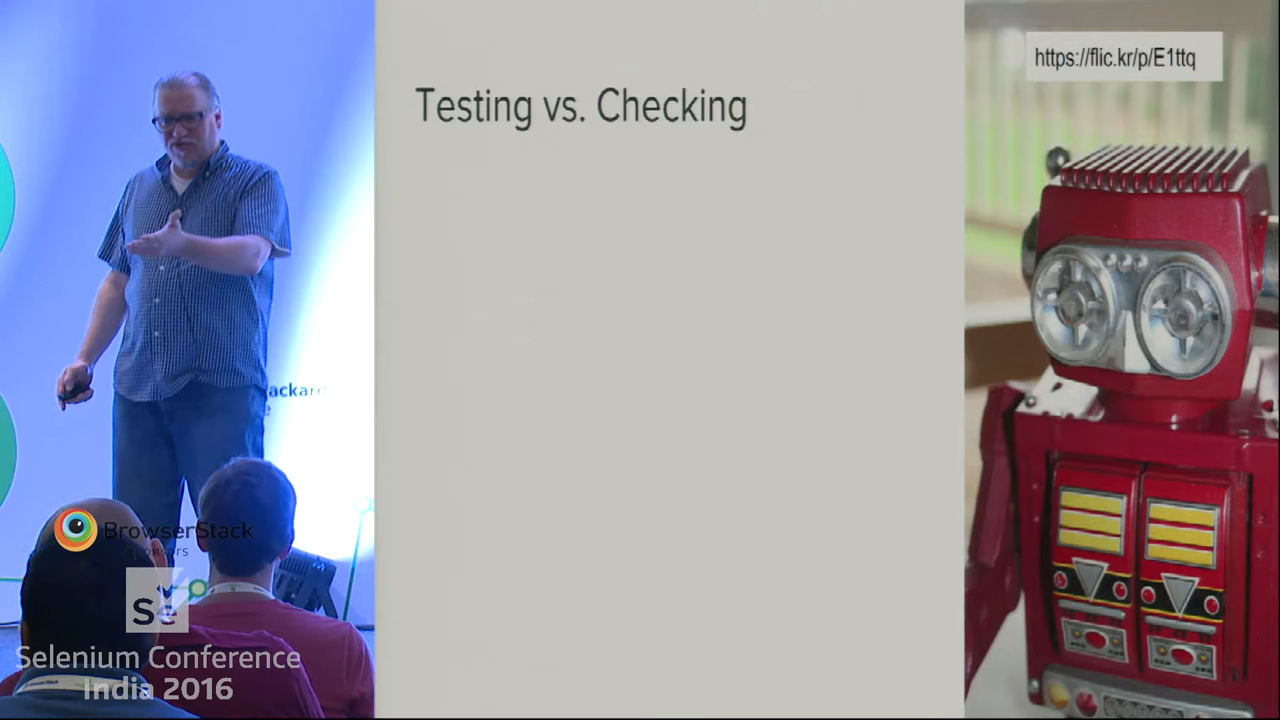 https://flic.kr/p/E1ttq
Testing vs. Checking
BrowserStack
Se
Selenium Conference
India 2016